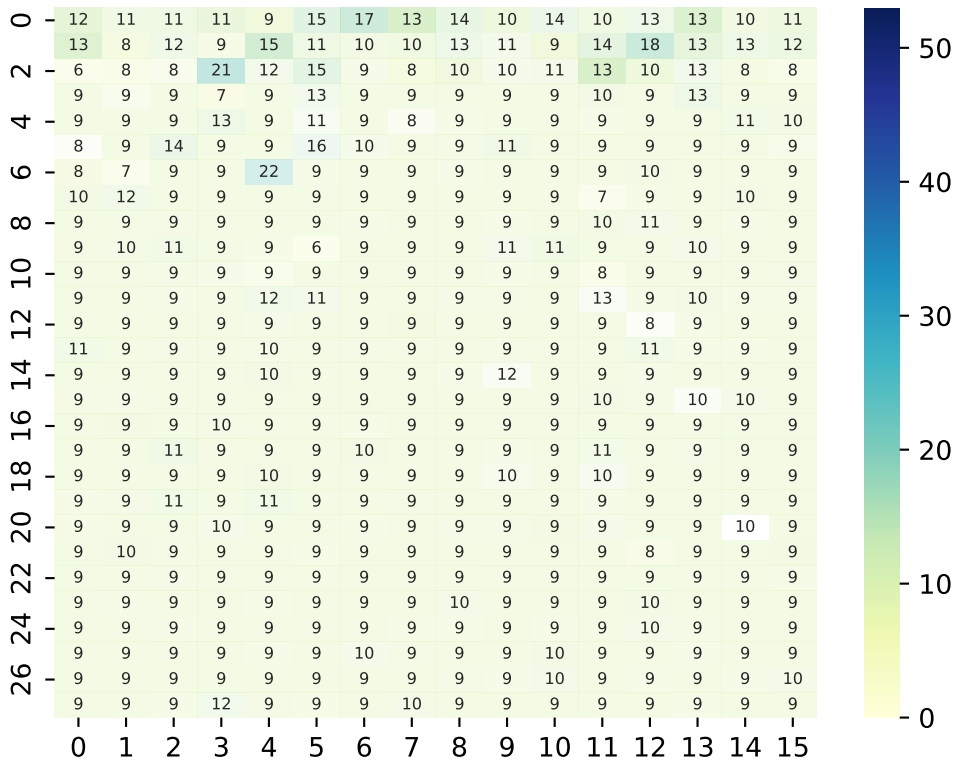 0 12 11 11 11 9 15 17 13 14 10 14 10 13 13 10 11
13 8 12 9 15 11 10 10 13 11 9 14 18 13 13 12
2 6 8 8 21 12 15 9 8 10 10 11 13 10 13 8 8
9 9 9 7 9 13 9 9 9 9 9 10 9 13 9 9
4 9 9 9 13 9 11 9 8 9 9 9 9 9 9 11 10
8 9 14 9 9 16 10 9 9 11 9 9 9 9 9 9
6 8 7 9 9 22 9 9 9 9 9 9 9 10 9 9 9
10 12 9 9 9 9 9 9 9 9 9 7 9 9 10 9
8 9 9 9 9 9 9 9 9 9 9 9 10 11 9 9 9
9 10 11 9 9 6 9 9 9 11 11 9 9 10 9 9
10 9 9 9 9 9 9 9 9 9 9 9 8 9 9 9 9
9 9 9 9 12 11 9 9 9 9 9 13 9 10 9 9
12 9 9 9 9 9 9 9 9 9 9 9 9 8 9 9 9
11 9 9 9 10 9 9 9 9 9 9 9 11 9 9 9
14 9 9 9 9 10 9 9 9 9 12 9 9 9 9 9 9
9 9 9 9 9 9 9 9 9 9 9 10 9 10 10 9
16 9 9 9 10 9 9 9 9 9 9 9 9 9 9 9 9
9 9 11 9 9 9 10 9 9 9 9 11 9 9 9 9
18 9 9 9 9 10 9 9 9 9 10 9 10 9 9 9 9
9 9 11 9 11 9 9 9 9 9 9 9 9 9 9 9
20 9 9 9 10 9 9 9 9 9 9 9 9 9 9 10 9
9 10 9 9 9 9 9 9 9 9 9 9 8 9 9 9
22 9 9 9 9 9 9 9 9 9 9 9 9 9 9 9 9
9 9 9 9 9 9 9 9 10 9 9 9 10 9 9 9
24 9 9 9 9 9 9 9 9 9 9 9 9 10 9 9 9
9 9 9 9 9 9 10 9 9 9 10 9 9 9 9 9
26 9 9 9 9 9 9 9 9 9 9 10 9 9 9 9 10
9 9 9 12 9 9 9 10 9 9 9 9 9 9 9 9
0 1 2 3 4 5 6 7 8 9 10 11 12 13 14 15
50
40
30
20
10
0